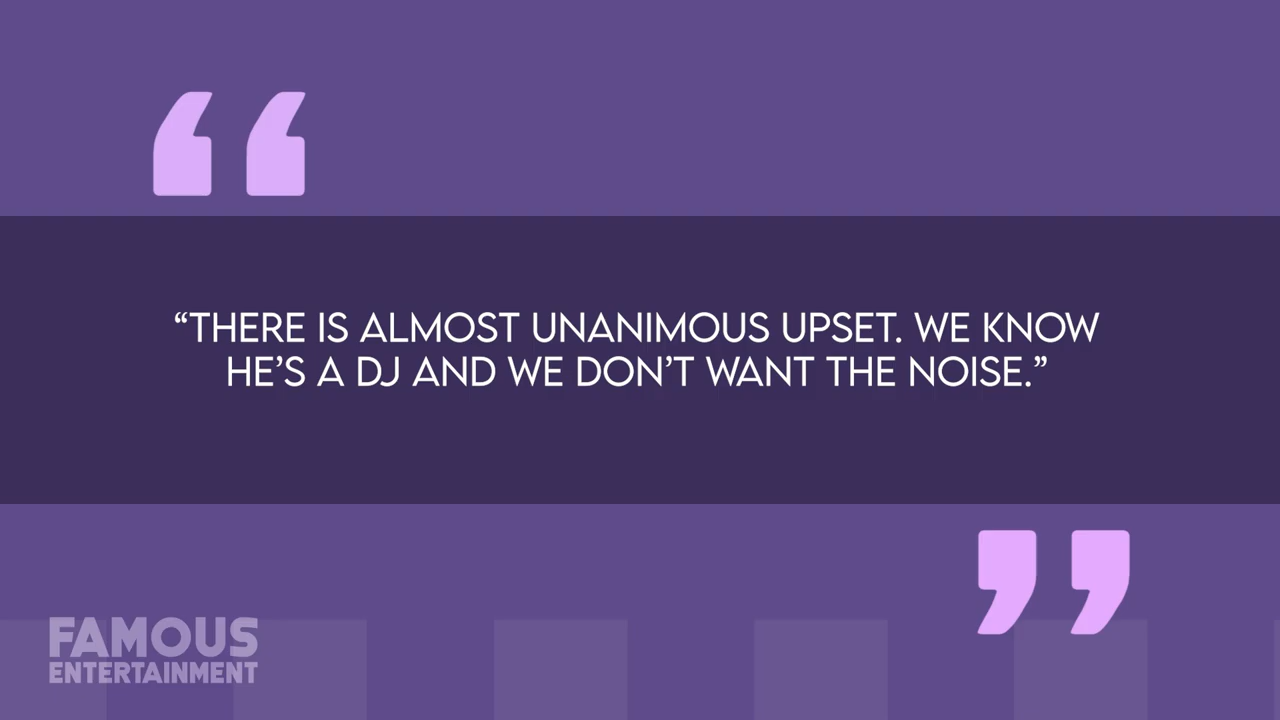 “THERE IS ALMOST UNANIMOUS UPSET. WE KNOW
HE’S A DJ AND WE DON’T WANT THE NOISE.”
FAMOUS
ENTERTAINMENT